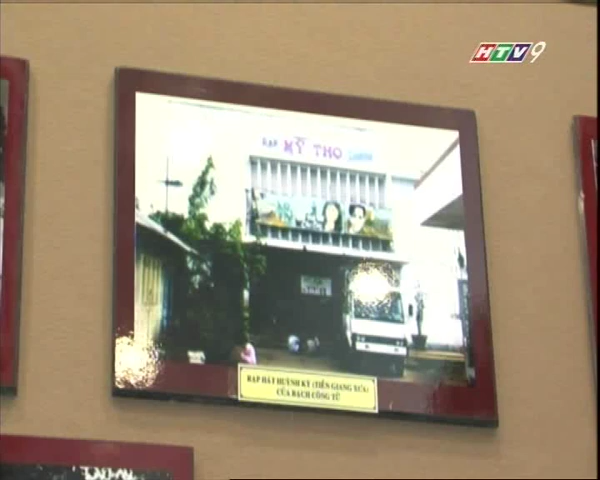 HTV9
RẠP MỸ THO
RẠP HÁT HUỲNH KỲ (TIỀN GIANG XƯA)
CỦA BẠCH CÔNG TỬ